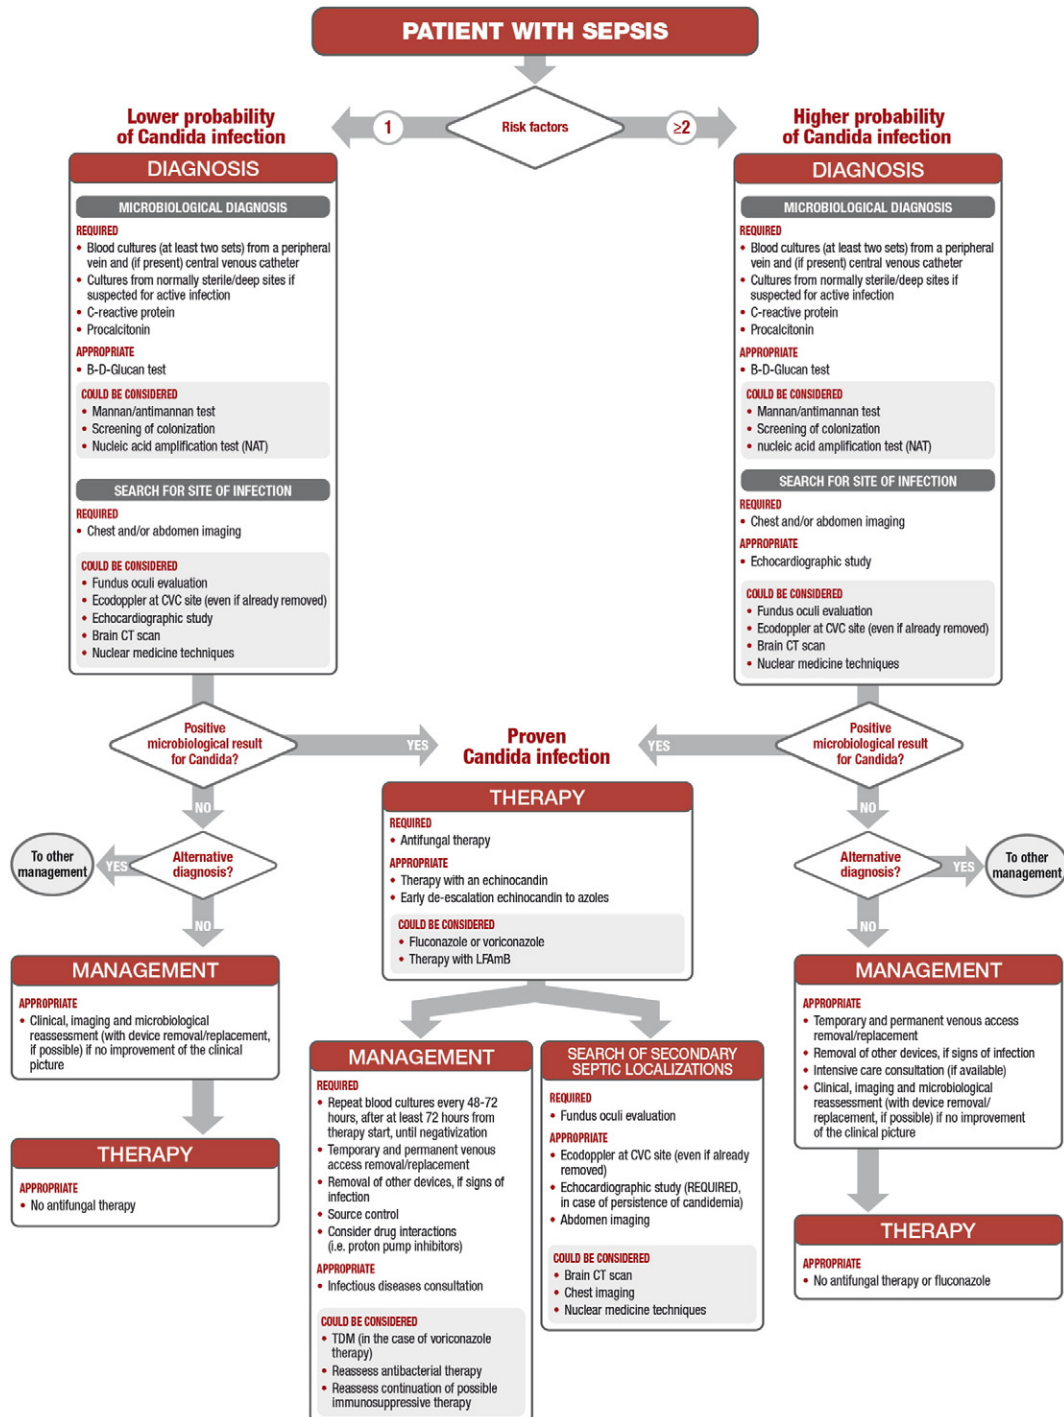 PATIENT WITH SEPSIS
Risk factors
1
≥2
Lower probability
of Candida infection
DIAGNOSIS
MICROBIOLOGICAL DIAGNOSIS
REQUIRED
• Blood cultures (at least two sets) from a peripheral
vein and (if present) central venous catheter
• Cultures from normally sterile/deep sites if
suspected for active infection
• C-reactive protein
• Procalcitonin
APPROPRIATE
• B-D-Glucan test
COULD BE CONSIDERED
• Mannan/antimannan test
• Screening of colonization
• Nucleic acid amplification test (NAT)
SEARCH FOR SITE OF INFECTION
REQUIRED
• Chest and/or abdomen imaging
COULD BE CONSIDERED
• Fundus oculi evaluation
• Ecodoppler at CVC site (even if already removed)
• Echocardiographic study
• Brain CT scan
• Nuclear medicine techniques
Higher probability
of Candida infection
DIAGNOSIS
MICROBIOLOGICAL DIAGNOSIS
REQUIRED
• Blood cultures (at least two sets) from a peripheral
vein and (if present) central venous catheter
• Cultures from normally sterile/deep sites if
suspected for active infection
• C-reactive protein
• Procalcitonin
APPROPRIATE
• B-D-Glucan test
COULD BE CONSIDERED
• Mannan/antimannan test
• Screening of colonization
• nucleic acid amplification test (NAT)
SEARCH FOR SITE OF INFECTION
REQUIRED
• Chest and/or abdomen imaging
APPROPRIATE
• Echocardiographic study
COULD BE CONSIDERED
• Fundus oculi evaluation
• Ecodoppler at CVC site (even if already removed)
• Brain CT scan
• Nuclear medicine techniques
Positive
microbiological result
for Candida?
YES
NO
Alternative
diagnosis?
YES
To other
management
NO
MANAGEMENT
APPROPRIATE
• Clinical, imaging and microbiological
reassessment (with device removal/replacement,
if possible) if no improvement of the clinical
picture
THERAPY
APPROPRIATE
• No antifungal therapy
Proven
Candida infection
THERAPY
REQUIRED
• Antifungal therapy
APPROPRIATE
• Therapy with an echinocandin
• Early de-escalation echinocandin to azoles
COULD BE CONSIDERED
• Fluconazole or voriconazole
• Therapy with LFAmB
MANAGEMENT
REQUIRED
• Repeat blood cultures every 48-72
hours, after at least 72 hours from
therapy start, until negativization
• Temporary and permanent venous
access removal/replacement
• Removal of other devices, if signs of
infection
• Source control
• Consider drug interactions
(i.e. proton pump inhibitors)
APPROPRIATE
• Infectious diseases consultation
COULD BE CONSIDERED
• TDM (in the case of voriconazole
therapy)
• Reassess antibacterial therapy
• Reassess continuation of possible
immunosuppressive therapy
SEARCH OF SECONDARY
SEPTIC LOCALIZATIONS
REQUIRED
• Fundus oculi evaluation
APPROPRIATE
• Ecodoppler at CVC site (even if already
removed)
• Echocardiographic study (REQUIRED,
in case of persistence of candidemia)
• Abdomen imaging
COULD BE CONSIDERED
• Brain CT scan
• Chest imaging
• Nuclear medicine techniques
Positive
microbiological result
for Candida?
YES
NO
Alternative
diagnosis?
YES
To other
management
NO
MANAGEMENT
APPROPRIATE
• Temporary and permanent venous access
removal/replacement
• Removal of other devices, if signs of infection
• Intensive care consultation (if available)
• Clinical, imaging and microbiological
reassessment (with device removal/
replacement, if possible) if no improvement
of the clinical picture
THERAPY
APPROPRIATE
• No antifungal therapy or fluconazole